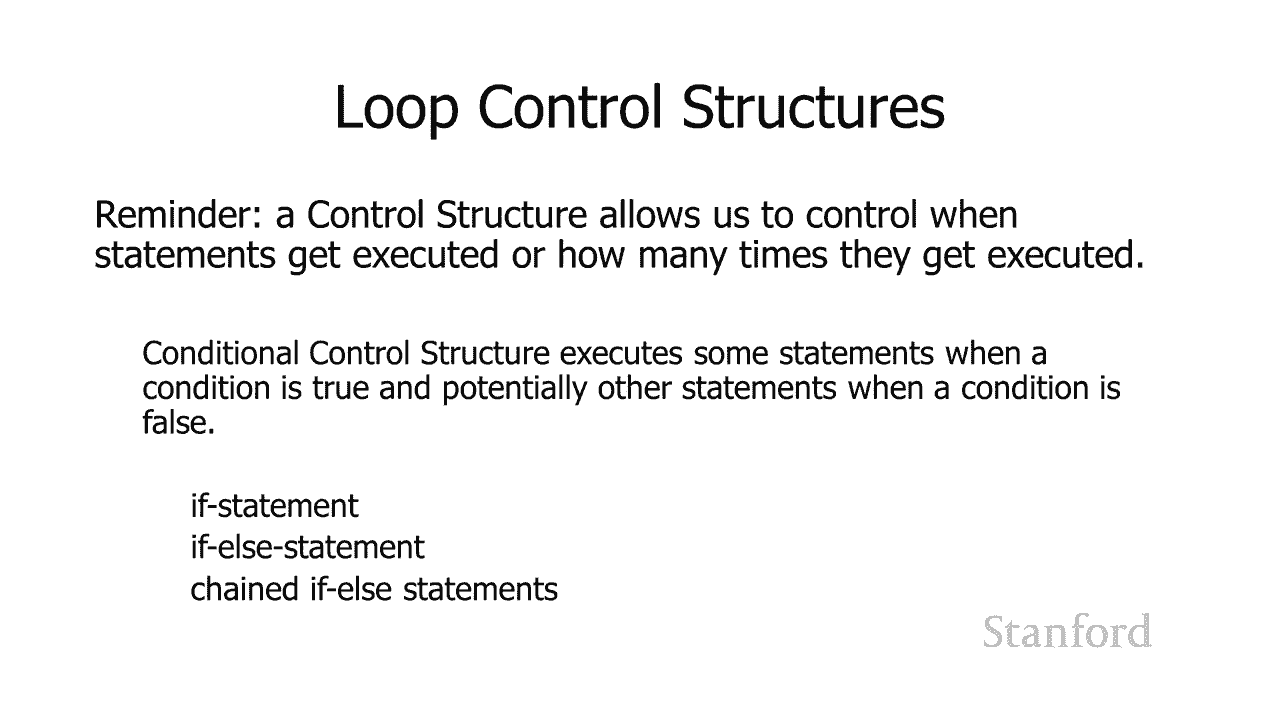 Loop Control Structures
Reminder: a Control Structure allows us to control when
statements get executed or how many times they get executed.
Conditional Control Structure executes some statements when a
condition is true and potentially other statements when a condition is
false.
if-statement
if-else-statement
chained if-else statements
Stanford